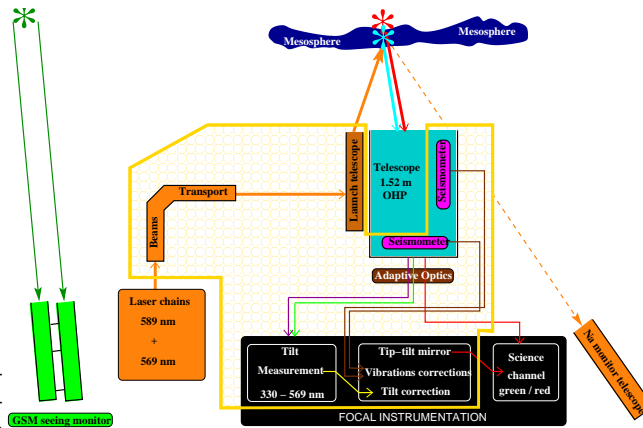 Mesosphere
Mesosphere
Telescope
1.52 m
OHP
Launch telescope
Seismometer
Seismometer
Transport
Beams
Adaptive Optics
Laser chains
589 nm
+
569 nm
Tilt
Measurement
330 – 569 nm
Tip–tilt mirror
Vibrations corrections
Tilt correction
Science
channel
green / red
FOCAL INSTRUMENTATION
GSM seeing monitor
Na monitor telescope